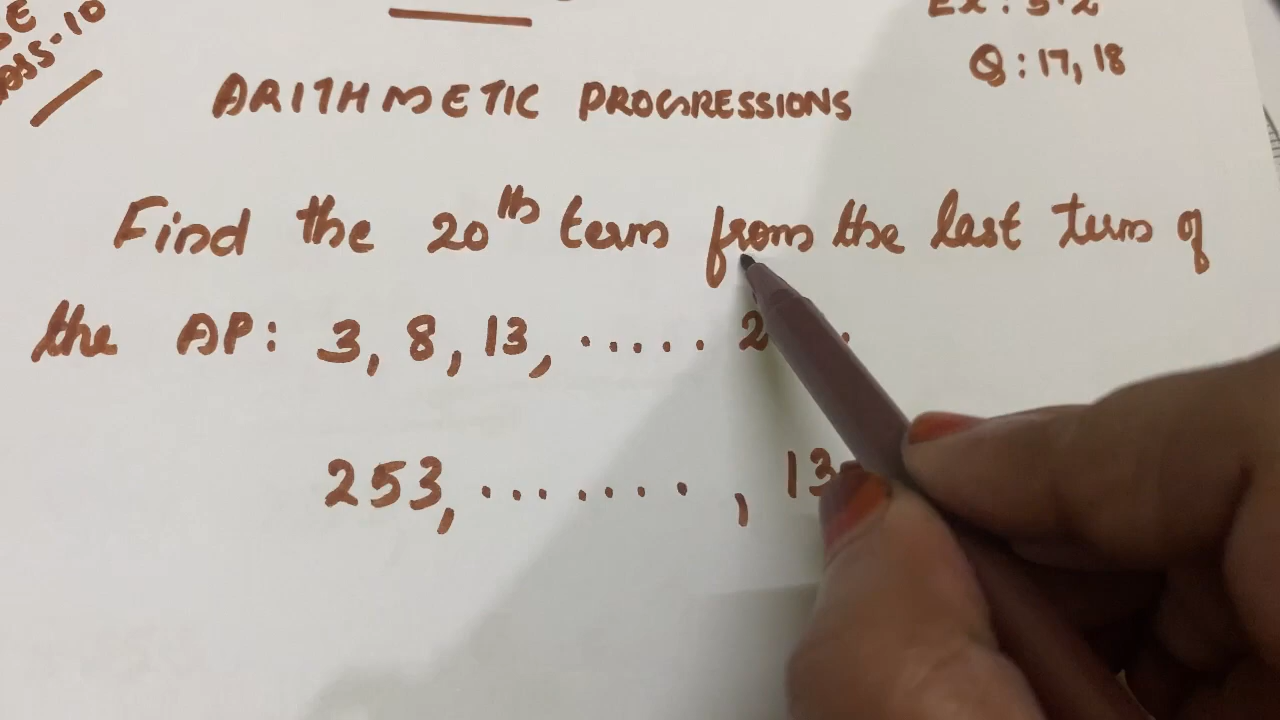 Ex: 5.2
Q: 17, 18
ARITHMETIC PROGRESSIONS
Find the 20th term from the last term of
the AP: 3, 8, 13, ..... 2
253, ......., 13